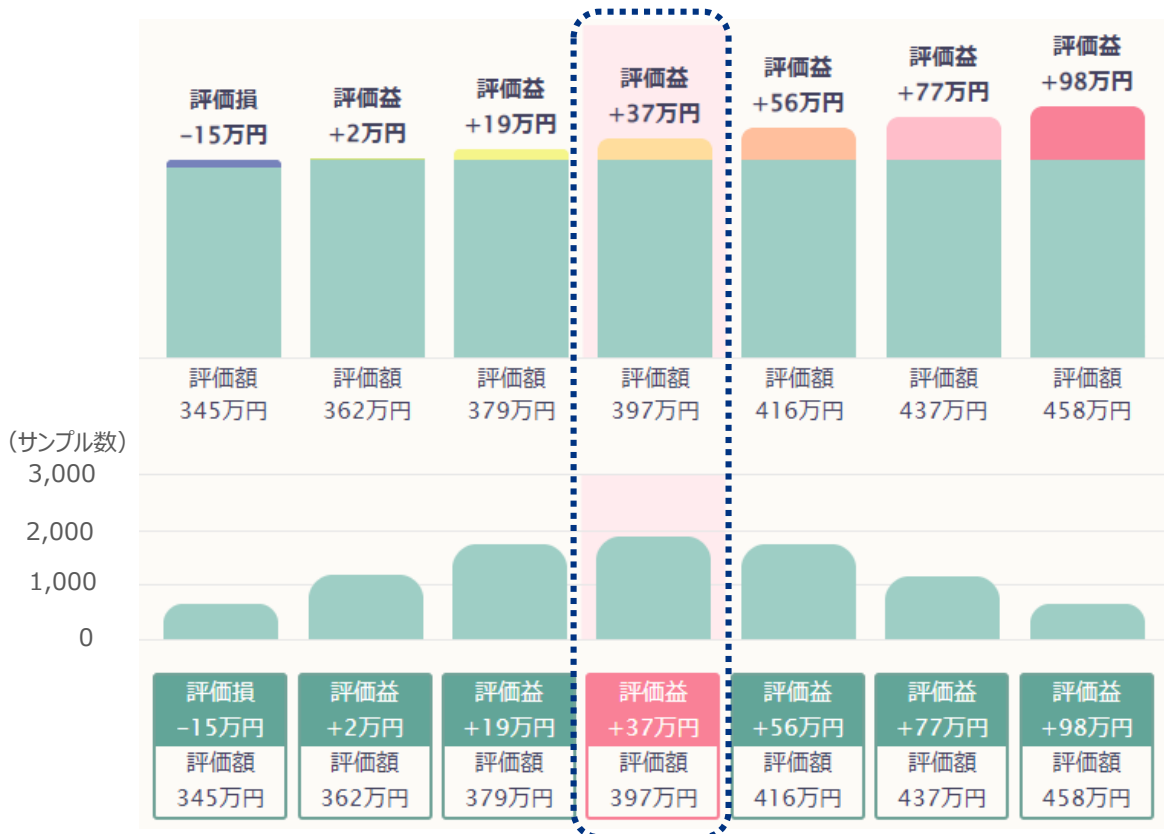 評価損
-15万円
評価益
+2万円
評価益
+19万円
評価益
+37万円
評価益
+56万円
評価益
+77万円
評価益
+98万円
評価額
345万円
評価額
362万円
評価額
379万円
評価額
397万円
評価額
416万円
評価額
437万円
評価額
458万円
(サンプル数)
3,000
2,000
1,000
0
評価損
-15万円
評価額
345万円
評価益
+2万円
評価額
362万円
評価益
+19万円
評価額
379万円
評価益
+37万円
評価額
397万円
評価益
+56万円
評価額
416万円
評価益
+77万円
評価額
437万円
評価益
+98万円
評価額
458万円